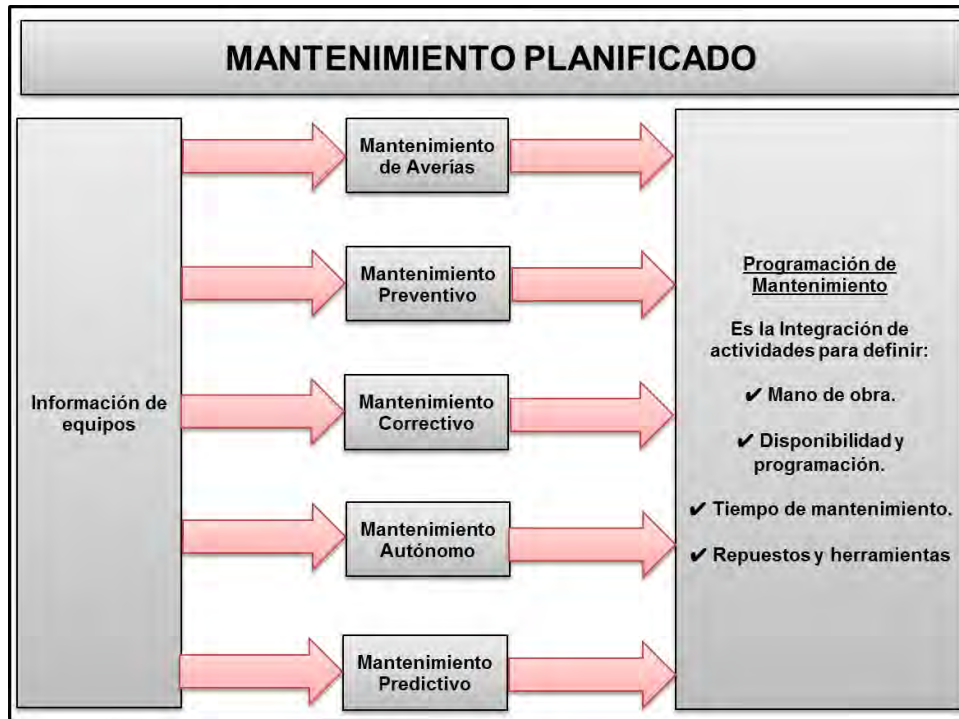 MANTENIMIENTO PLANIFICADO
Información de
equipos
Mantenimiento
de Averías
Mantenimiento
Preventivo
Mantenimiento
Correctivo
Mantenimiento
Autónomo
Mantenimiento
Predictivo
Programación de
Mantenimiento
Es la Integración de
actividades para definir:
✔ Mano de obra.
✔ Disponibilidad y
programación.
✔ Tiempo de mantenimiento.
✔ Repuestos y herramientas